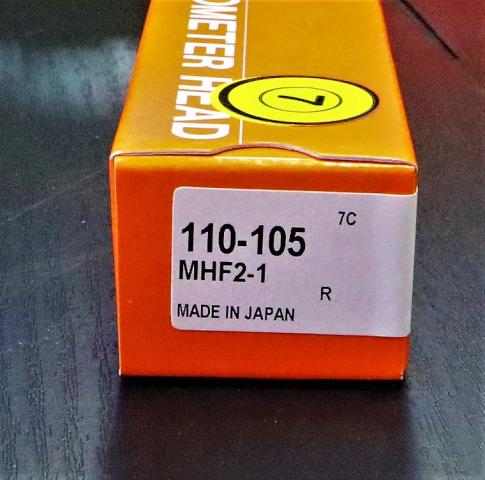 OMETER HEAD
7
7C
110-105
MHF2-1
R
MADE IN JAPAN